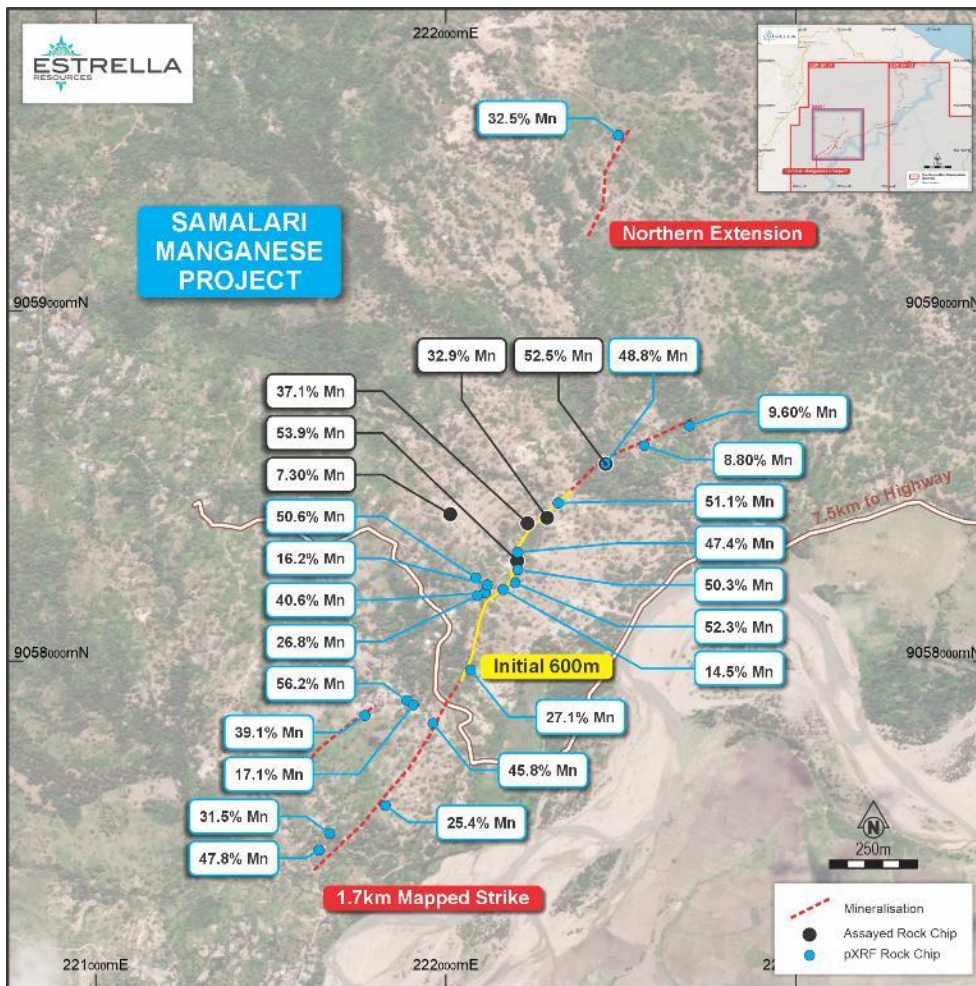 222000mE
ESTRELLA
RESOURCES
32.5% Mn
SAMALARI
MANGANESE
PROJECT
Northern Extension
9059000mN
9059000mN
32.9% Mn
52.5% Mn
48.8% Mn
37.1% Mn
9.60% Mn
53.9% Mn
8.80% Mn
7.30% Mn
51.1% Mn
7.5km to Highway
50.6% Mn
47.4% Mn
16.2% Mn
50.3% Mn
40.6% Mn
52.3% Mn
26.8% Mn
9058000mN
Initial 600m
14.5% Mn
9058000mN
56.2% Mn
27.1% Mn
39.1% Mn
17.1% Mn
45.8% Mn
31.5% Mn
25.4% Mn
47.8% Mn
N
250m
1.7km Mapped Strike
Mineralisation
Assayed Rock Chip
pXRF Rock Chip
221000mE
222000mE